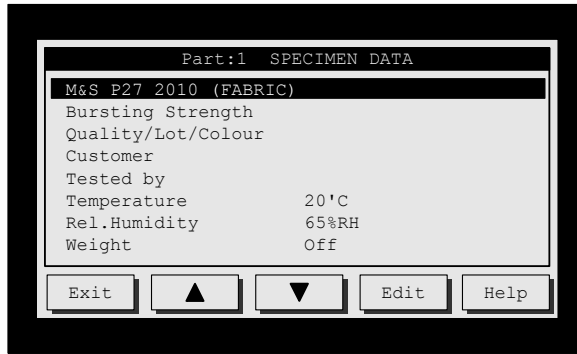 Part:1 SPECIMEN DATA
M&S P27 2010 (FABRIC)
Bursting Strength
Quality/Lot/Colour
Customer
Tested by
Temperature 20'C
Rel.Humidity 65%RH
Weight Off
Exit ▲ ▼ Edit Help